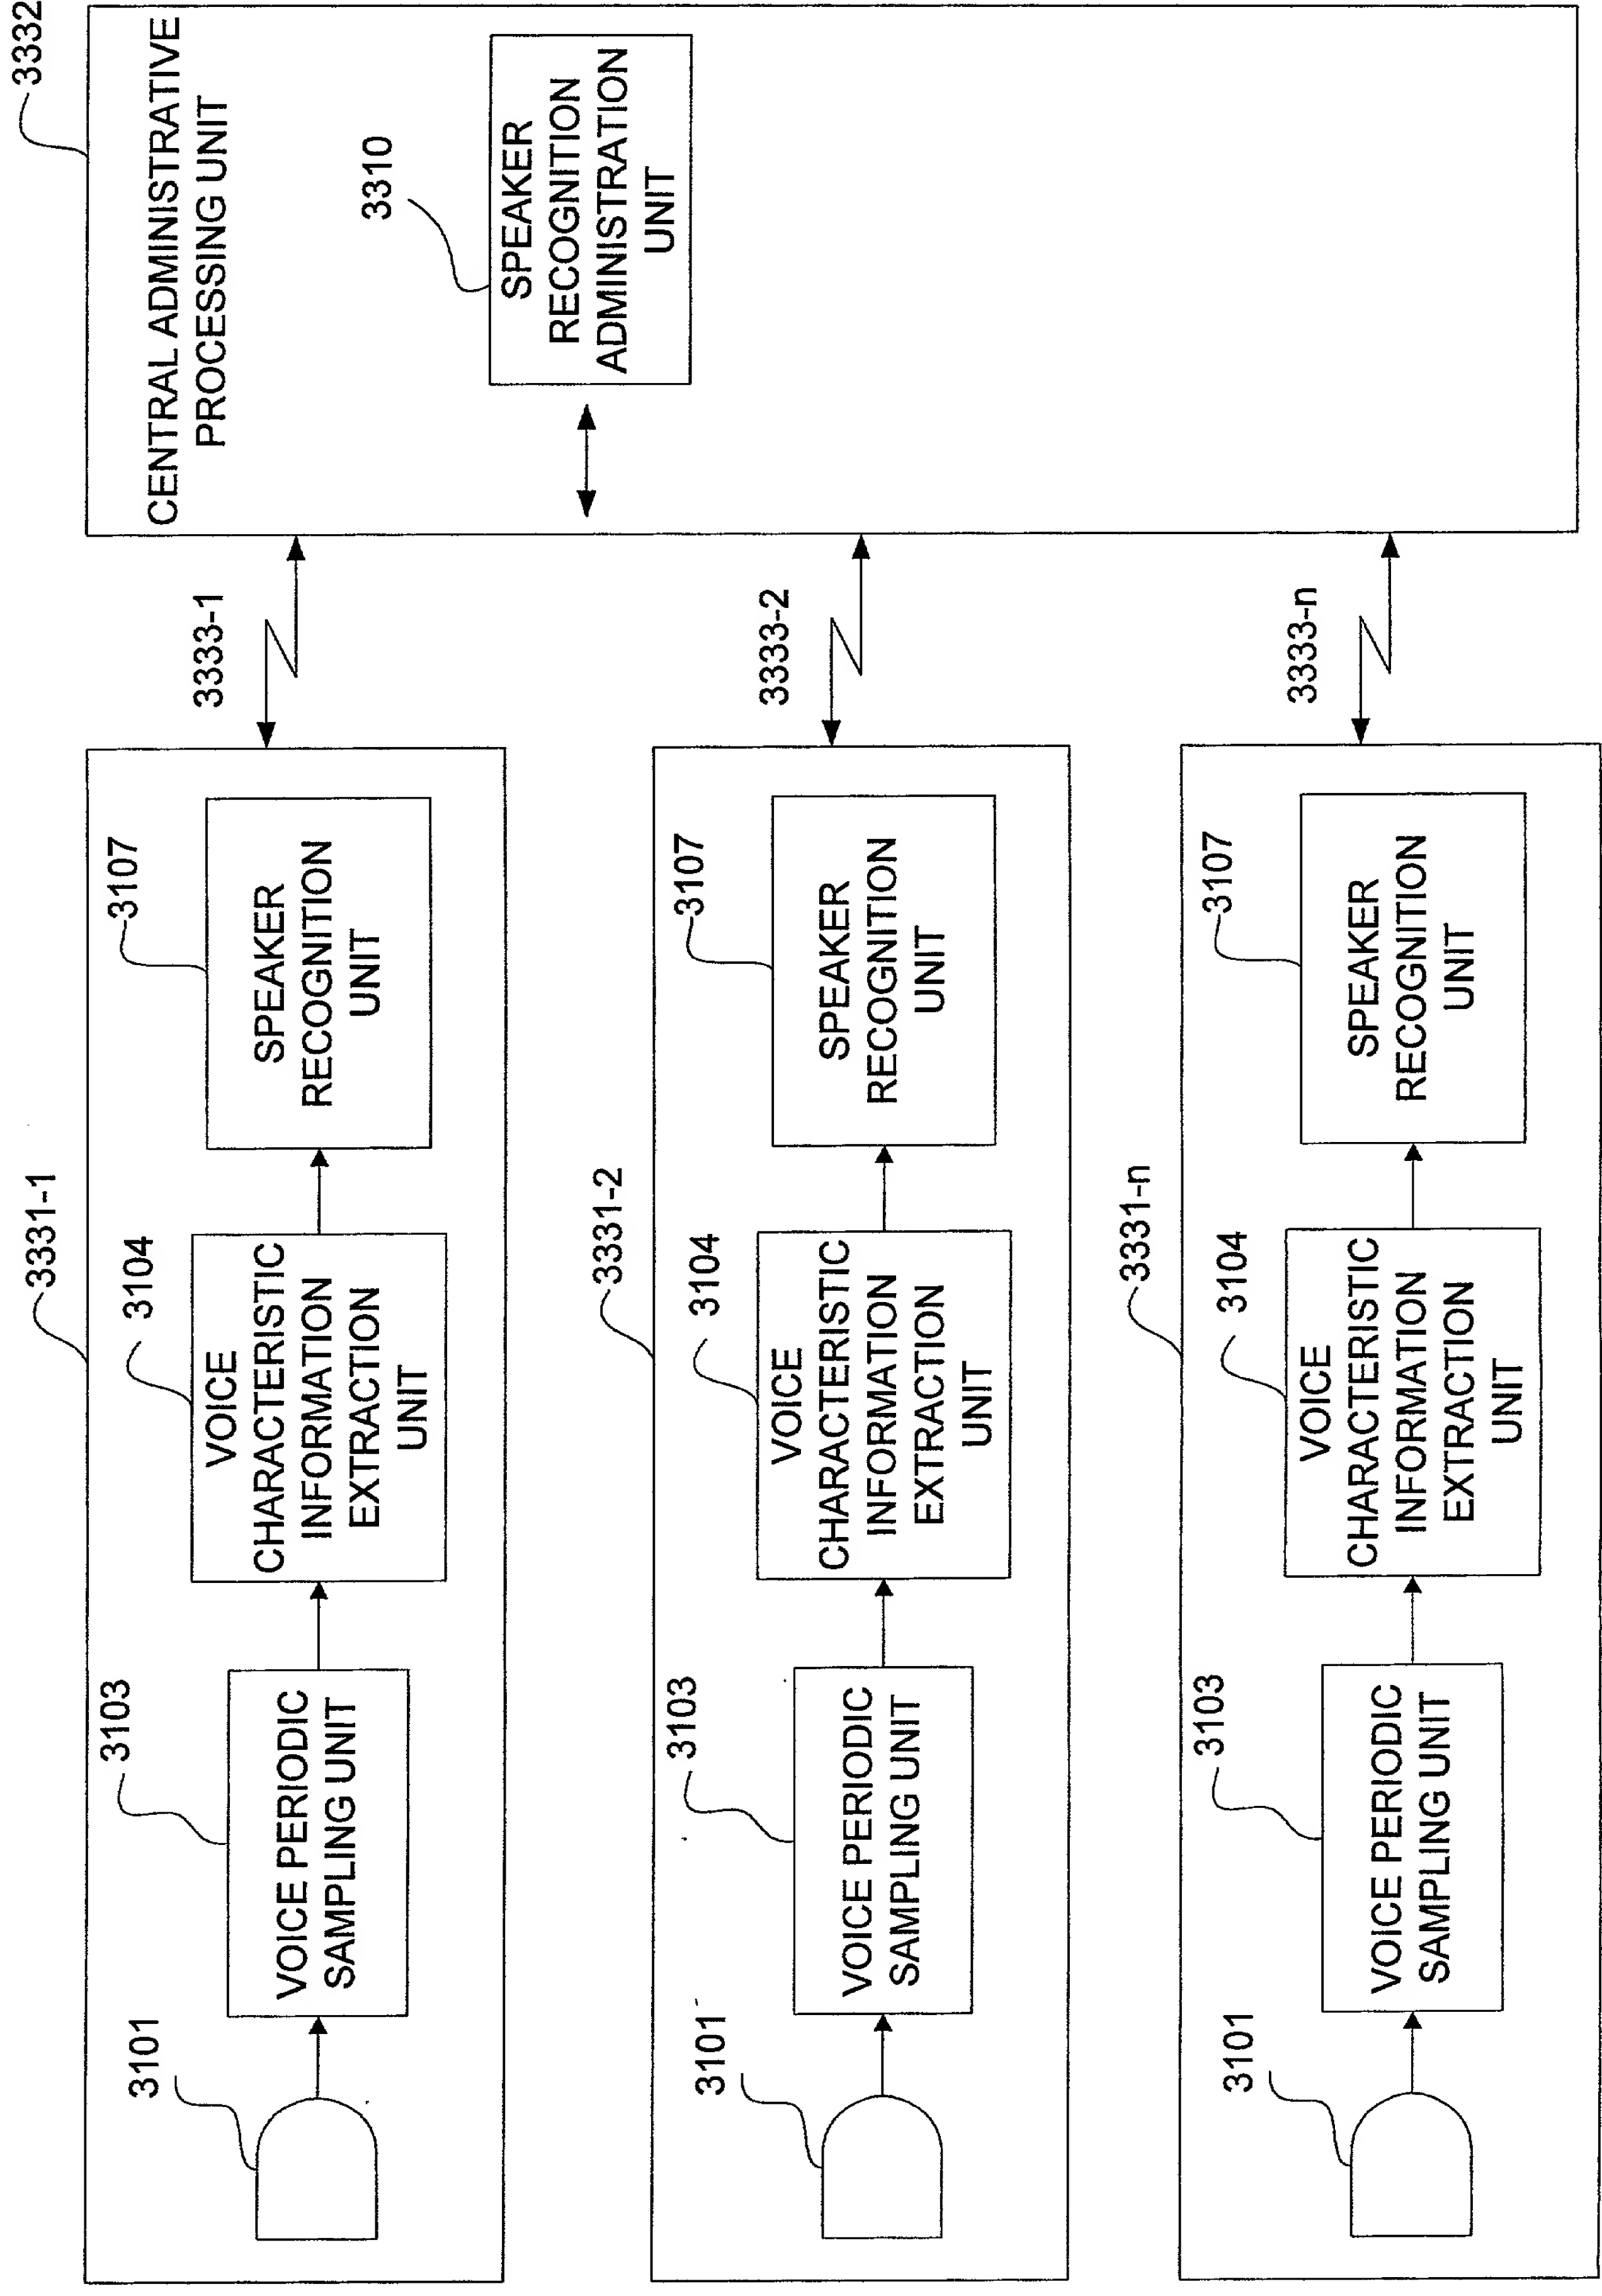 3331-1
3101
3103
VOICE PERIODIC
SAMPLING UNIT
3104
VOICE
CHARACTERISTIC
INFORMATION
EXTRACTION
UNIT
3107
SPEAKER
RECOGNITION
UNIT
3333-1
3331-2
3101
3103
VOICE PERIODIC
SAMPLING UNIT
3104
VOICE
CHARACTERISTIC
INFORMATION
EXTRACTION
UNIT
3107
SPEAKER
RECOGNITION
UNIT
3333-2
3331-n
3101
3103
VOICE PERIODIC
SAMPLING UNIT
3104
VOICE
CHARACTERISTIC
INFORMATION
EXTRACTION
UNIT
3107
SPEAKER
RECOGNITION
UNIT
3333-n
3332
CENTRAL ADMINISTRATIVE
PROCESSING UNIT
3310
SPEAKER
RECOGNITION
ADMINISTRATION
UNIT